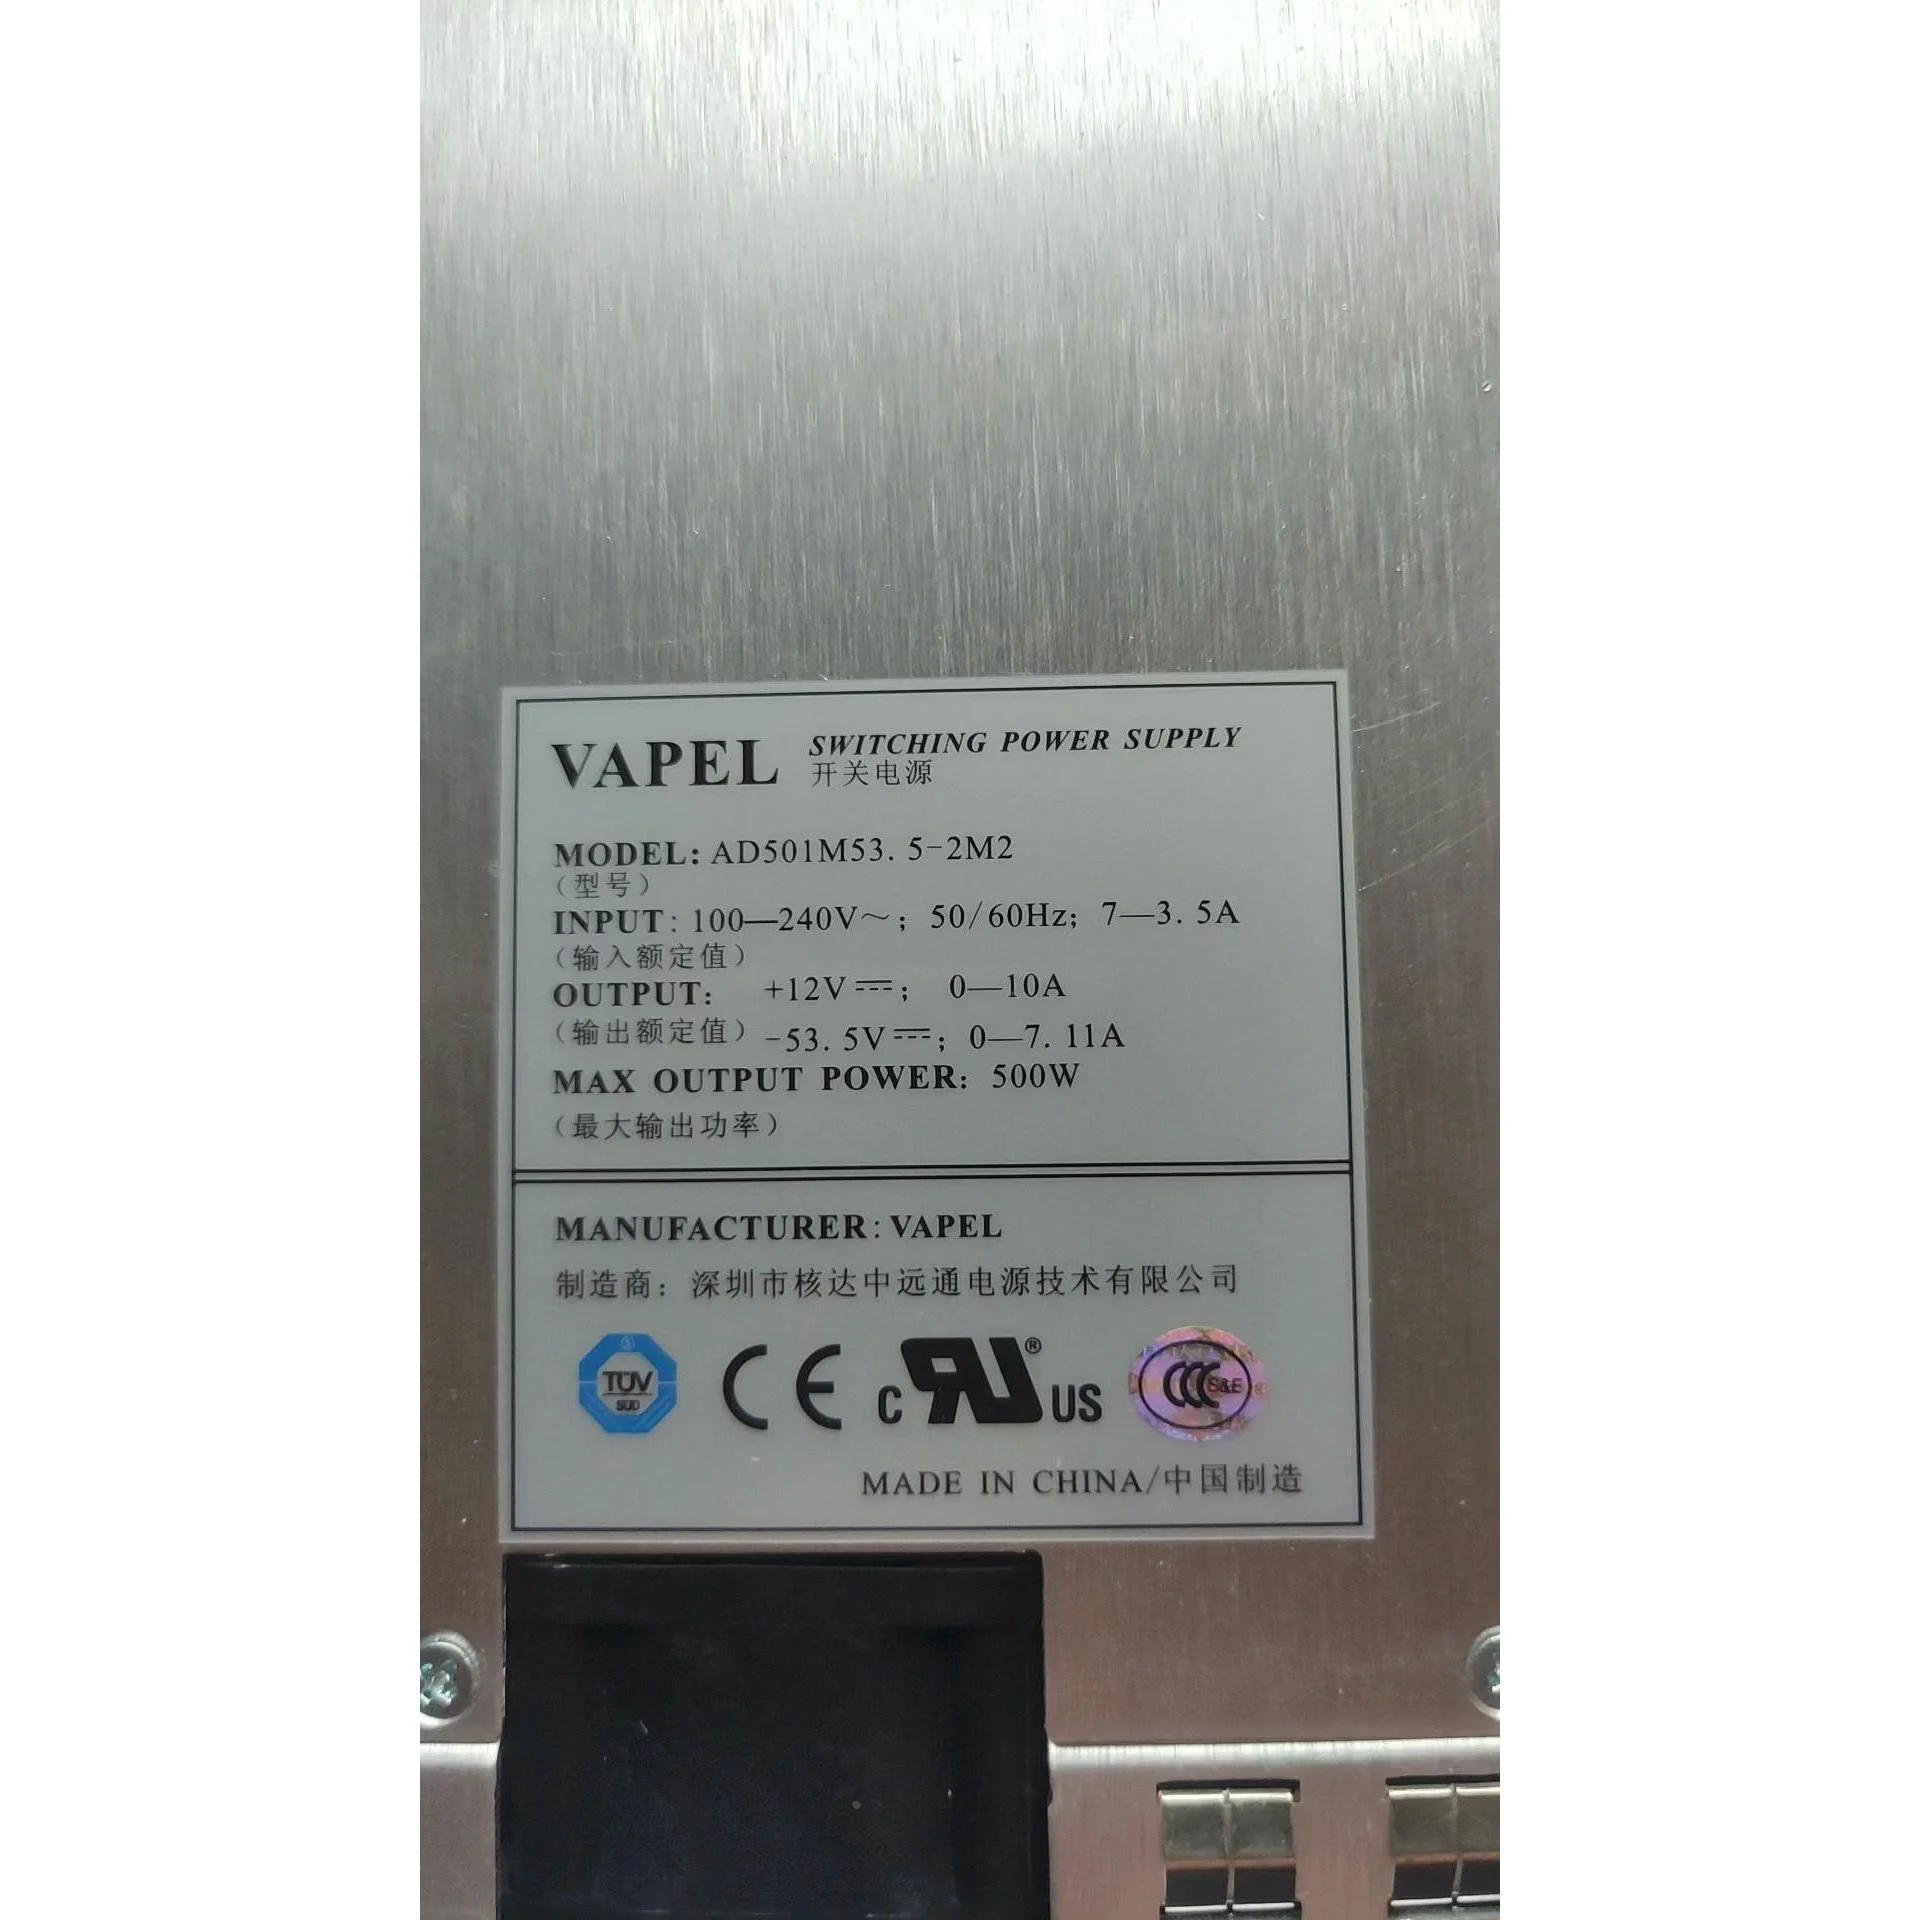 VAPEL SWITCHING POWER SUPPLY
开关电源
MODEL: AD501M53. 5-2M2
（型号）
INPUT: 100—240V～; 50/60Hz; 7—3. 5A
（输入额定值）
OUTPUT: +12V⎓; 0—10A
（输出额定值） -53. 5V⎓; 0—7. 11A
MAX OUTPUT POWER: 500W
（最大输出功率）
MANUFACTURER: VAPEL
制造商：深圳市核达中远通电源技术有限公司
TÜV
SÜD
CE
c RU ® US
CCC S&E
MADE IN CHINA/中国制造